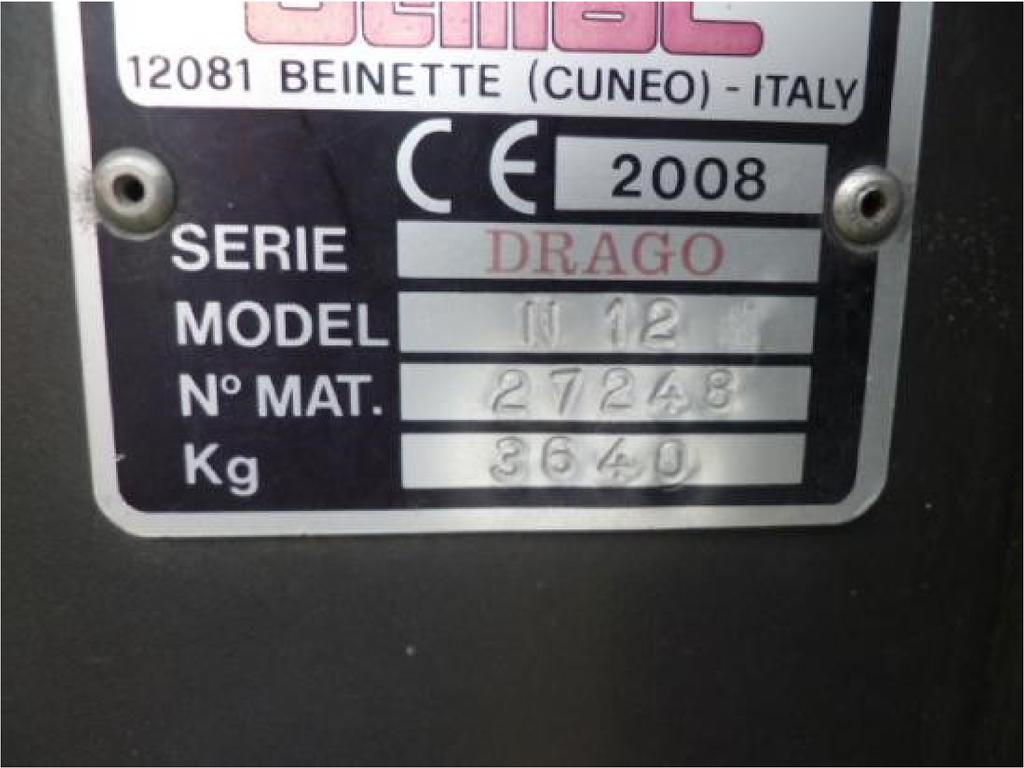 12081 BEINETTE (CUNEO) - ITALY
CE 2008
SERIE DRAGO
MODEL N 12
N° MAT. 27248
Kg 3640